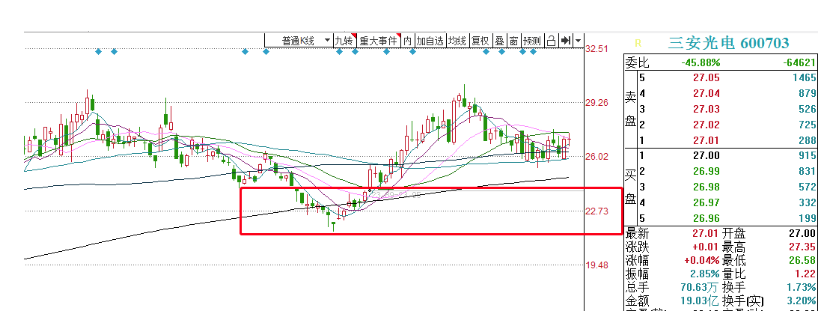 普通K线 九转 重大事件 内 加自选 均线 复权 叠 窗 预测
32.51
29.26
26.02
22.73
19.48
R 三安光电 600703
委比 -45.88% -64621
卖盘
5 27.05 1465
4 27.04 879
3 27.03 526
2 27.02 725
1 27.01 288
买盘
1 27.00 915
2 26.99 831
3 26.98 572
4 26.97 332
5 26.96 199
最新 27.01 开盘 27.00
涨跌 +0.01 最高 27.35
涨幅 +0.04% 最低 26.58
振幅 2.85% 量比 1.22
总手 70.63万 换手 1.73%
金额 19.03亿 换手(实) 3.20%